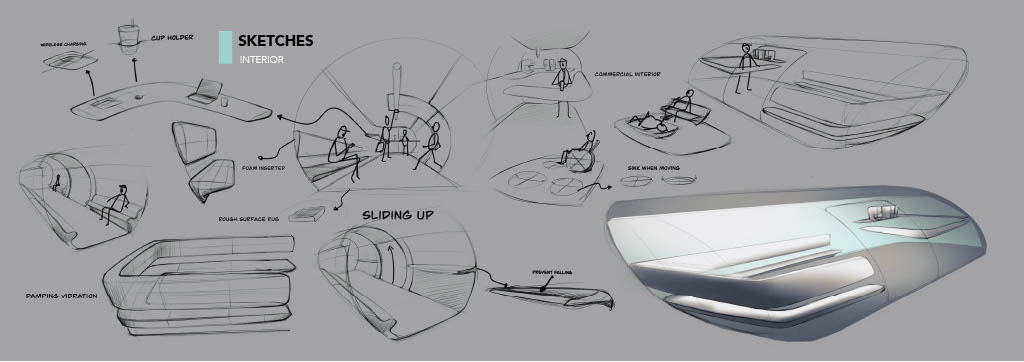 SKETCHES
INTERIOR
WIRELESS CHARGING
CUP HOLDER
COMMERCIAL INTERIOR
FOAM INSERTED
SINK WHEN MOVING
ROUGH SURFACE RUG
SLIDING UP
PREVENT FALLING
DAMPING VIBRATION